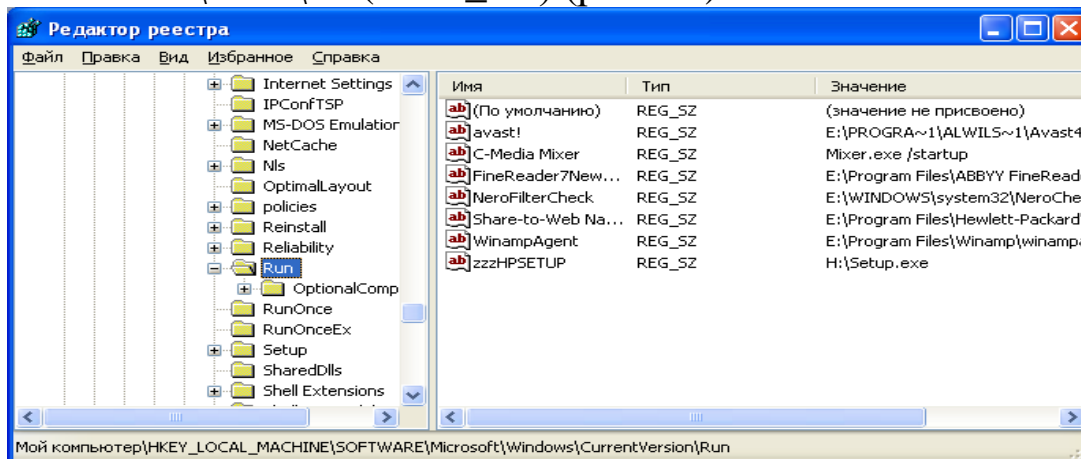 Редактор реестра
Файл Правка Вид Избранное Справка
Internet Settings
IPConfTSP
MS-DOS Emulation
NetCache
Nls
OptimalLayout
policies
Reinstall
Reliability
Run
OptionalComp
RunOnce
RunOnceEx
Setup
SharedDlls
Shell Extensions
Имя Тип Значение
(По умолчанию) REG_SZ (значение не присвоено)
avast! REG_SZ E:\PROGRA~1\ALWILS~1\Avast4
C-Media Mixer REG_SZ Mixer.exe /startup
FineReader7New... REG_SZ E:\Program Files\ABBYY FineRead
NeroFilterCheck REG_SZ E:\WINDOWS\system32\NeroChe
Share-to-Web Na... REG_SZ E:\Program Files\Hewlett-Packard\
WinampAgent REG_SZ E:\Program Files\Winamp\winampa
zzzHPSETUP REG_SZ H:\Setup.exe
Мой компьютер\HKEY_LOCAL_MACHINE\SOFTWARE\Microsoft\Windows\CurrentVersion\Run